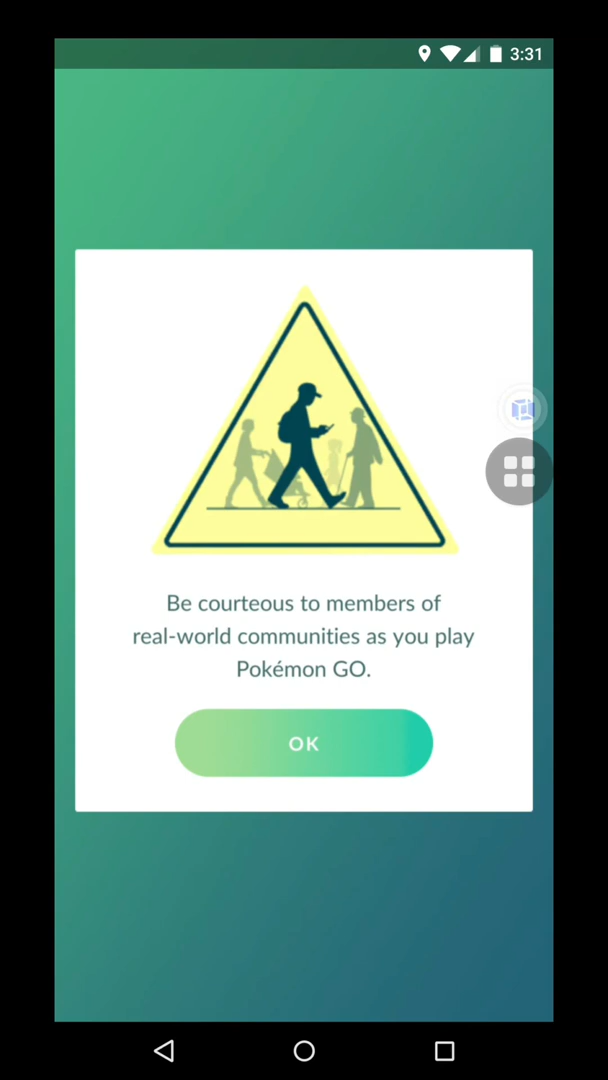 3:31
Be courteous to members of
real-world communities as you play
Pokémon GO.
OK